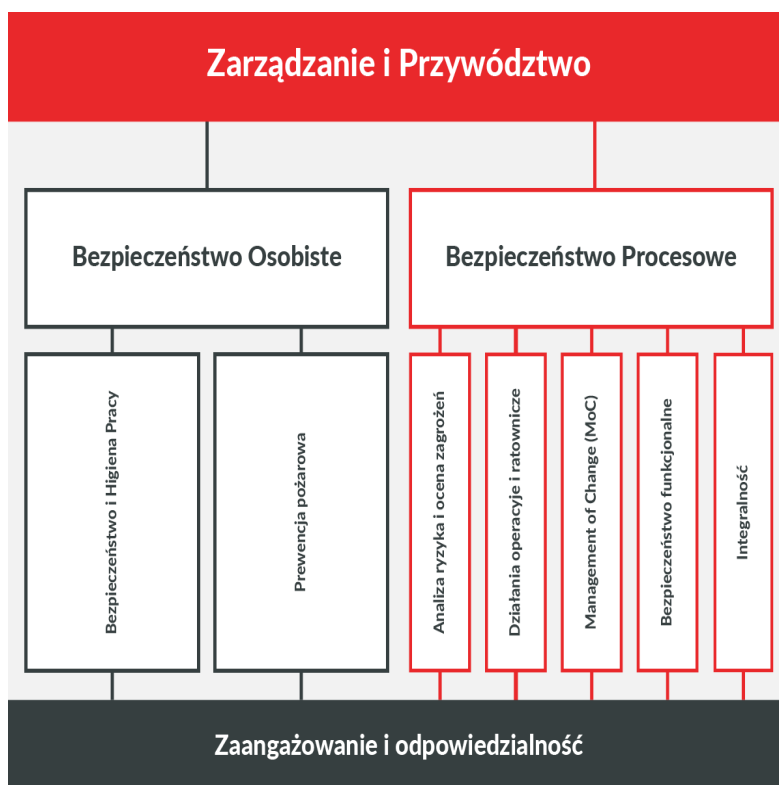 Zarządzanie i Przywództwo
Bezpieczeństwo Osobiste
Bezpieczeństwo Procesowe
Bezpieczeństwo i Higiena Pracy
Prewencja pożarowa
Analiza ryzyka i ocena zagrożeń
Działania operacyje i ratownicze
Management of Change (MoC)
Bezpieczeństwo funkcjonalne
Integralność
Zaangażowanie i odpowiedzialność